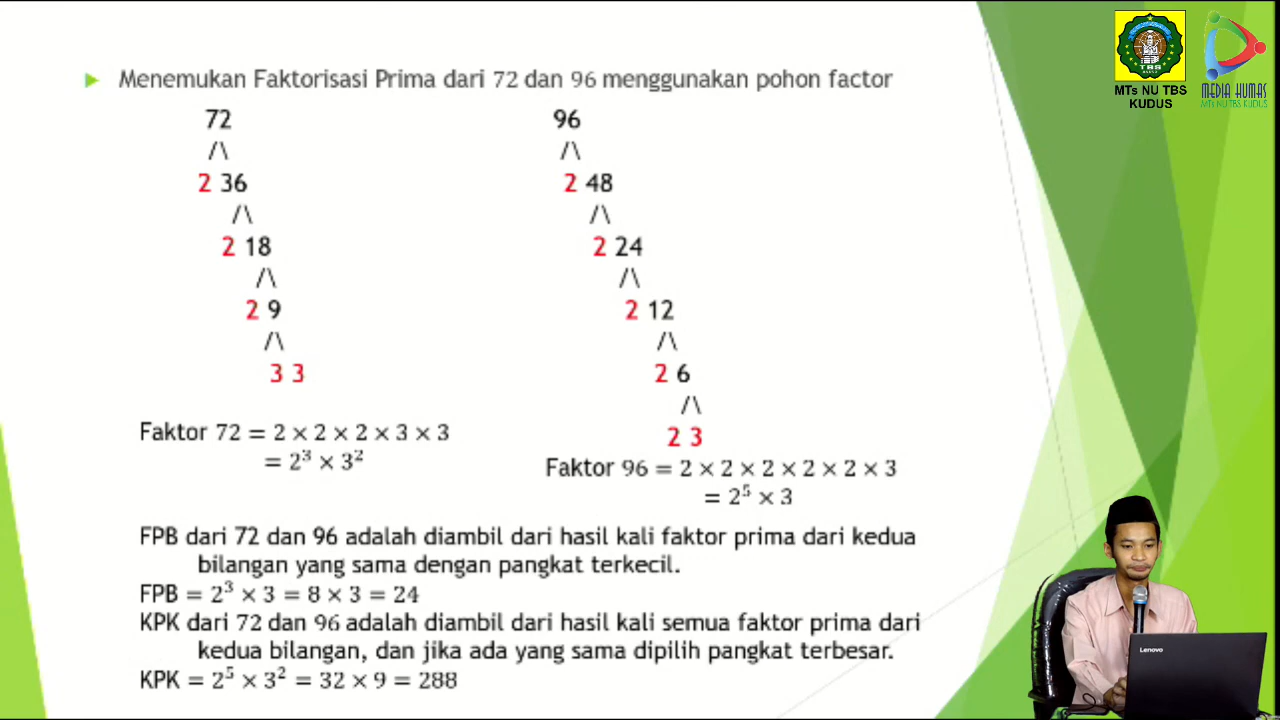 Menemukan Faktorisasi Prima dari 72 dan 96 menggunakan pohon factor
72
/\
2 36
/\
2 18
/\
2 9
/\
3 3
Faktor 72 = 2 × 2 × 2 × 3 × 3
= 2³ × 3²
96
/\
2 48
/\
2 24
/\
2 12
/\
2 6
/\
2 3
Faktor 96 = 2 × 2 × 2 × 2 × 2 × 3
= 2⁵ × 3
FPB dari 72 dan 96 adalah diambil dari hasil kali faktor prima dari kedua
bilangan yang sama dengan pangkat terkecil.
FPB = 2³ × 3 = 8 × 3 = 24
KPK dari 72 dan 96 adalah diambil dari hasil kali semua faktor prima dari
kedua bilangan, dan jika ada yang sama dipilih pangkat terbesar.
KPK = 2⁵ × 3² = 32 × 9 = 288
TBS
MTs NU TBS
KUDUS
MEDIA HUMAS
MTs NU TBS KUDUS
Lenovo